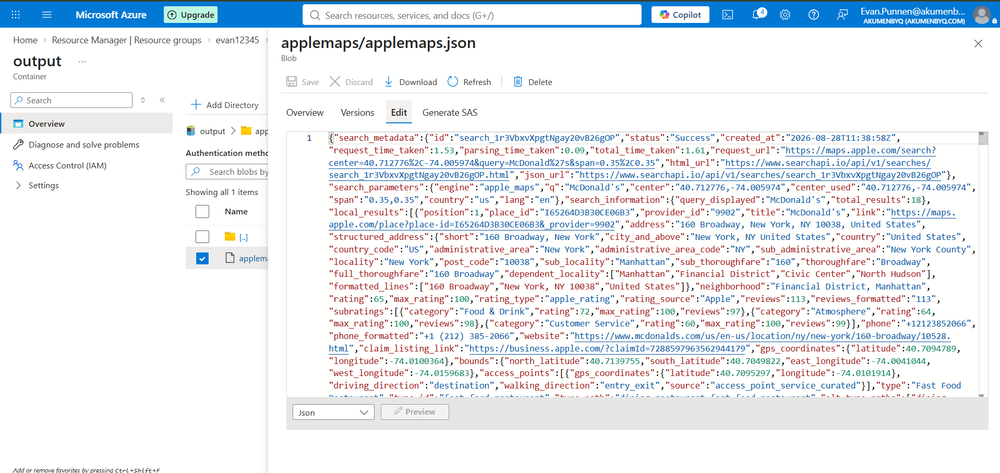 Microsoft Azure
Upgrade
Search resources, services, and docs (G+/)
Copilot
4
Evan.Punnen@akumenb...
AKUMENBYQ (AKUMENBYQ.COM)
Home > Resource Manager | Resource groups > evan12345 >
output ...
Container
Search
Overview
Diagnose and solve problems
Access Control (IAM)
Settings
Add or remove favorites by pressing Ctrl+Shift+F
Add Directory
output > app
Authentication metho
Search blobs by
Showing all 1 items
Name
[..]
applema
applemaps/applemaps.json
Blob
Save
Discard
Download
Refresh
Delete
Overview
Versions
Edit
Generate SAS
1
{"search_metadata":{"id":"search_1r3VbxvXpgtNgay20vB26gOP","status":"Success","created_at":"2026-08-28T11:38:58Z",
"request_time_taken":1.53,"parsing_time_taken":0.09,"total_time_taken":1.61,"request_url":"https://maps.apple.com/search?
center=40.712776%2C-74.005974&query=McDonald%27s&span=0.35%2C0.35","html_url":"https://www.searchapi.io/api/v1/searches/
search_1r3VbxvXpgtNgay20vB26gOP.html","json_url":"https://www.searchapi.io/api/v1/searches/search_1r3VbxvXpgtNgay20vB26gOP"},
"search_parameters":{"engine":"apple_maps","q":"McDonald's","center":"40.712776,-74.005974","center_used":"40.712776,-74.005974",
"span":"0.35,0.35","country":"us","lang":"en"},"search_information":{"query_displayed":"McDonald's","total_results":18},
"local_results":[{"position":1,"place_id":"I65264D3B30CE06B3","provider_id":"9902","title":"McDonald's","link":"https://maps.
apple.com/place?place-id=I65264D3B30CE06B3&_provider=9902","address":"160 Broadway, New York, NY 10038, United States",
"structured_address":{"short":"160 Broadway, New York","city_and_above":"New York, NY United States","country":"United States",
"country_code":"US","administrative_area":"New York","administrative_area_code":"NY","sub_administrative_area":"New York County",
"locality":"New York","post_code":"10038","sub_locality":"Manhattan","sub_thoroughfare":"160","thoroughfare":"Broadway",
"full_thoroughfare":"160 Broadway","dependent_locality":["Manhattan","Financial District","Civic Center","North Hudson"],
"formatted_lines":["160 Broadway","New York, NY 10038","United States"]},"neighborhood":"Financial District, Manhattan",
"rating":65,"max_rating":100,"rating_type":"apple_rating","rating_source":"Apple","reviews":113,"reviews_formatted":"113",
"subratings":[{"category":"Food & Drink","rating":72,"max_rating":100,"reviews":97},{"category":"Atmosphere","rating":64,
"max_rating":100,"reviews":98},{"category":"Customer Service","rating":60,"max_rating":100,"reviews":99}],"phone":"+12123852066",
"phone_formatted":"+1 (212) 385-2066","website":"https://www.mcdonalds.com/us/en-us/location/ny/new-york/160-broadway/10528.
html","claim_listing_link":"https://business.apple.com/?claimId=7288597963562944179","gps_coordinates":{"latitude":40.7094789,
"longitude":-74.0100364},"bounds":{"north_latitude":40.7139755,"south_latitude":40.7049822,"east_longitude":-74.0041044,
"west_longitude":-74.0159683},"access_points":[{"gps_coordinates":{"latitude":40.7095297,"longitude":-74.0101914},
"driving_direction":"destination","walking_direction":"entry_exit","source":"access_point_service_curated"}],"type":"Fast Food
Json
Preview